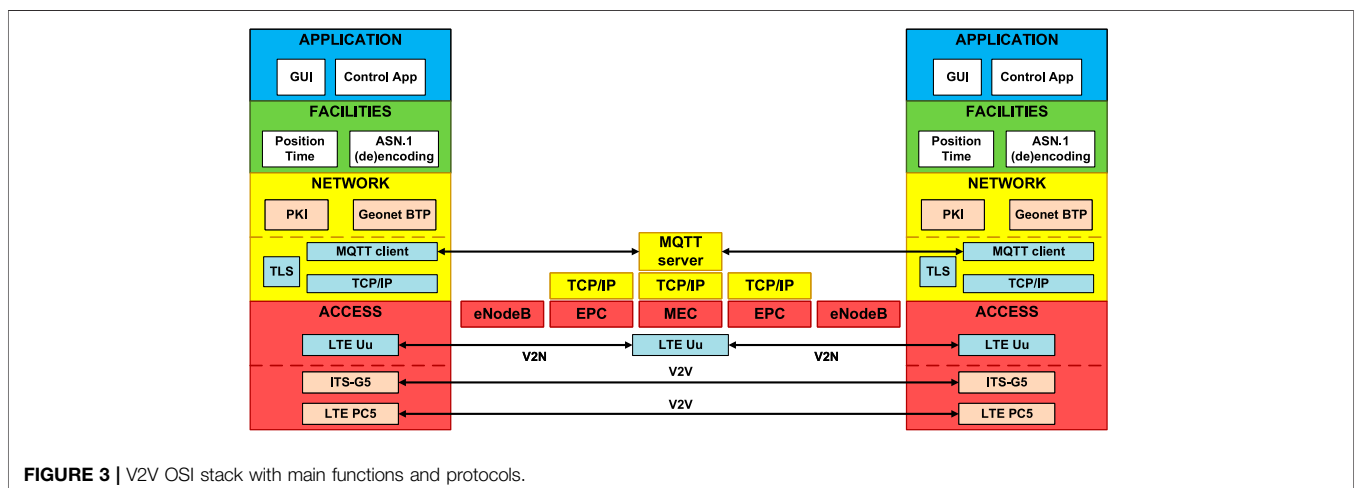 APPLICATION
GUI
Control App
FACILITIES
Position
Time
ASN.1
(de)encoding
NETWORK
PKI
Geonet BTP
MQTT client
TLS
TCP/IP
ACCESS
LTE Uu
ITS-G5
LTE PC5
MQTT
server
TCP/IP
TCP/IP
TCP/IP
eNodeB
EPC
MEC
EPC
eNodeB
LTE Uu
V2N
V2N
V2V
V2V
APPLICATION
GUI
Control App
FACILITIES
Position
Time
ASN.1
(de)encoding
NETWORK
PKI
Geonet BTP
MQTT client
TLS
TCP/IP
ACCESS
LTE Uu
ITS-G5
LTE PC5
FIGURE 3 | V2V OSI stack with main functions and protocols.